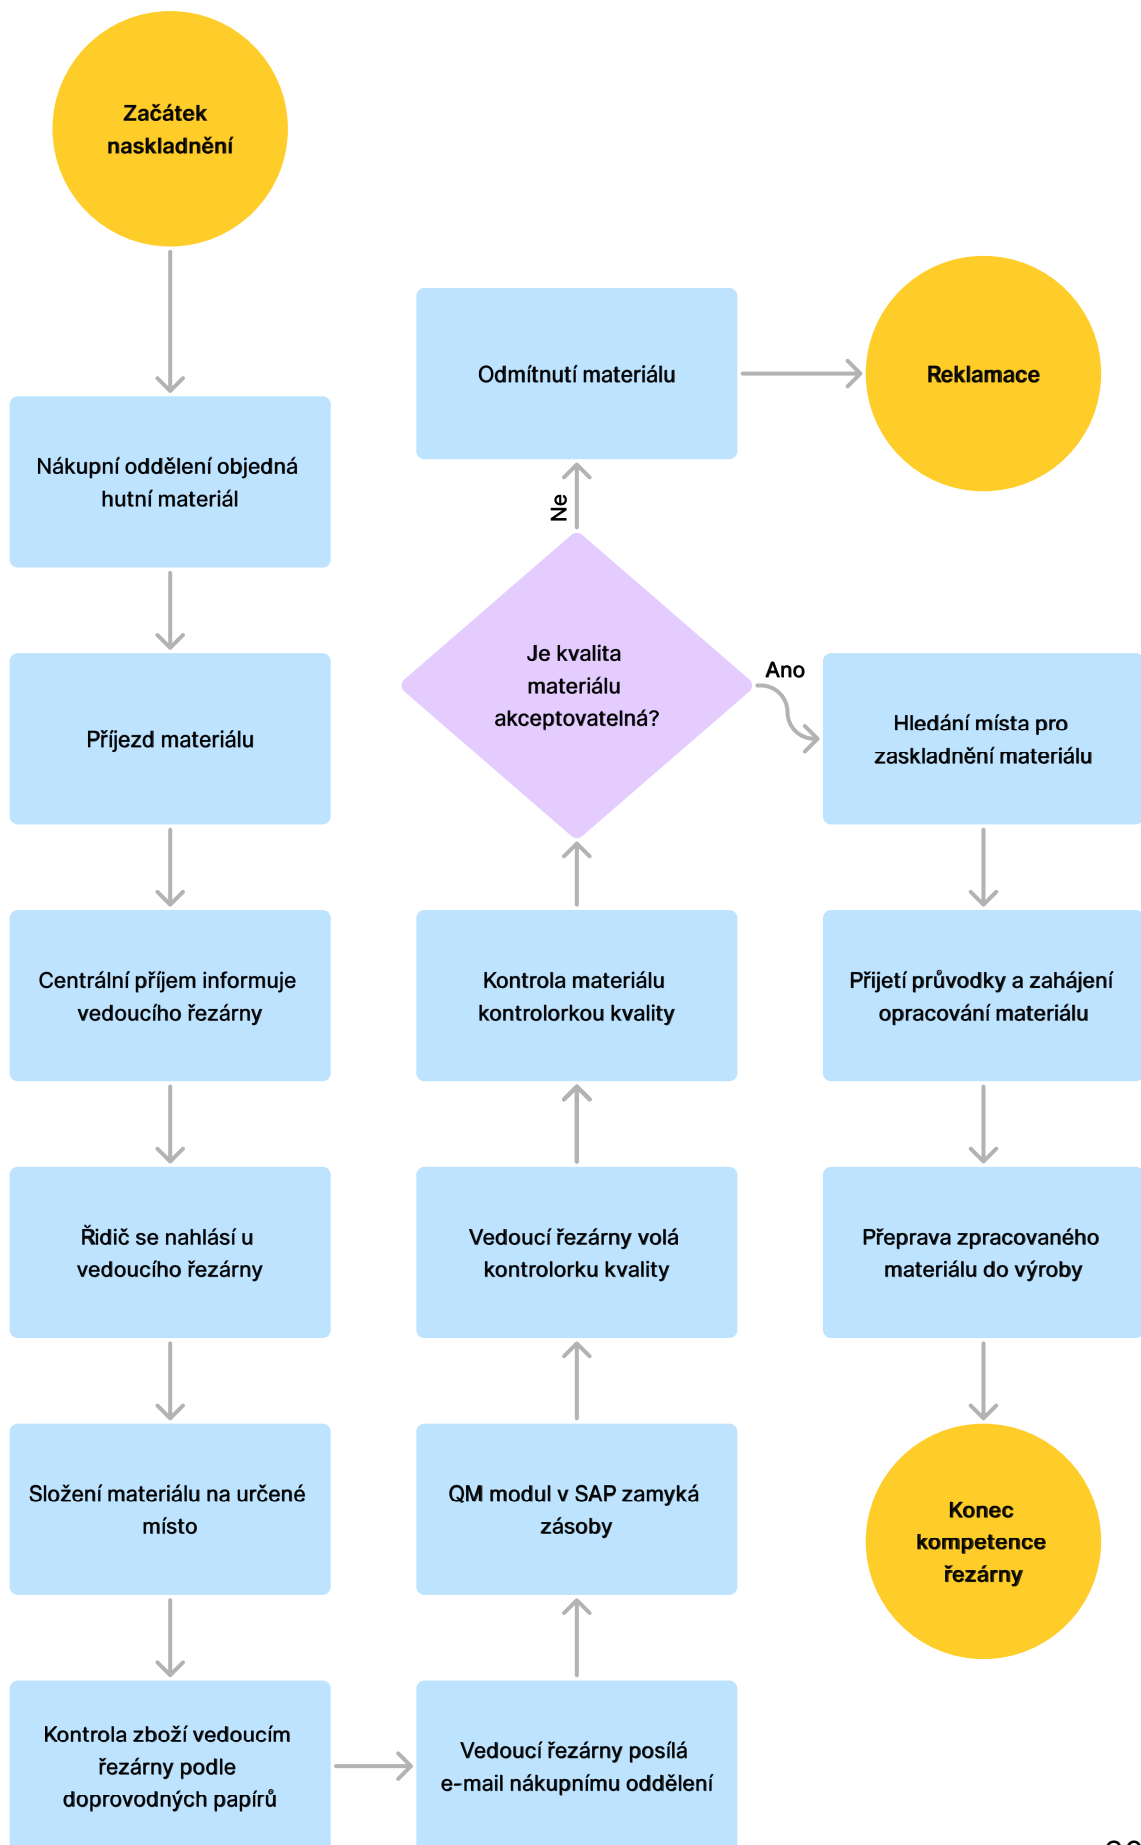 Začátek
naskladnění
Nákupní oddělení objedná
hutní materiál
Příjezd materiálu
Centrální příjem informuje
vedoucího řezárny
Řidič se nahlásí u
vedoucího řezárny
Složení materiálu na určené
místo
Kontrola zboží vedoucím
řezárny podle
doprovodných papírů
Vedoucí řezárny posílá
e-mail nákupnímu oddělení
QM modul v SAP zamyká
zásoby
Vedoucí řezárny volá
kontrolorku kvality
Kontrola materiálu
kontrolorkou kvality
Je kvalita
materiálu
akceptovatelná?
Ne
Odmítnutí materiálu
Reklamace
Ano
Hledání místa pro
zaskladnění materiálu
Přijetí průvodky a zahájení
opracování materiálu
Přeprava zpracovaného
materiálu do výroby
Konec
kompetence
řezárny